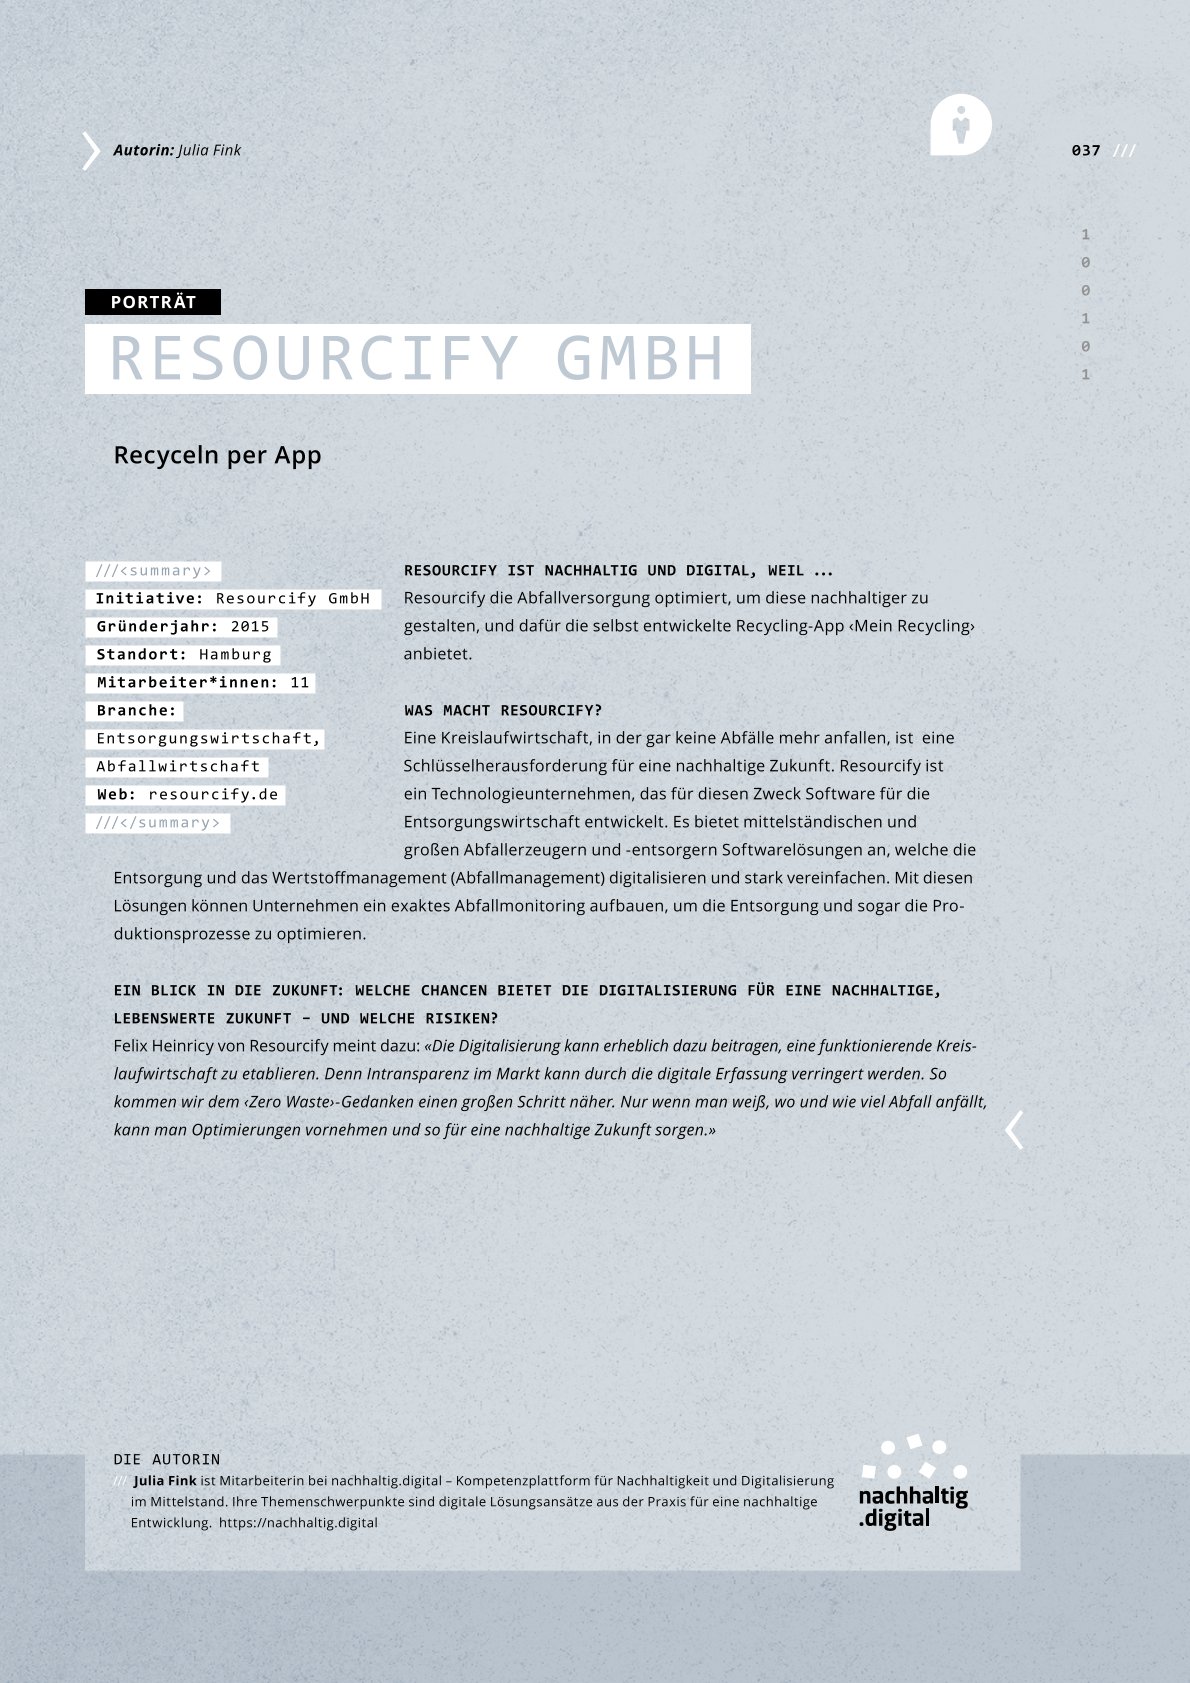 Autorin: Julia Fink
037 ///
1
0
0
1
0
1
PORTRÄT
RESOURCIFY GMBH
Recyceln per App
///<summary>
Initiative: Resourcify GmbH
Gründerjahr: 2015
Standort: Hamburg
Mitarbeiter*innen: 11
Branche:
Entsorgungswirtschaft,
Abfallwirtschaft
Web: resourcify.de
///</summary>
RESOURCIFY IST NACHHALTIG UND DIGITAL, WEIL ...
Resourcify die Abfallversorgung optimiert, um diese nachhaltiger zu
gestalten, und dafür die selbst entwickelte Recycling-App ‹Mein Recycling›
anbietet.
WAS MACHT RESOURCIFY?
Eine Kreislaufwirtschaft, in der gar keine Abfälle mehr anfallen, ist eine
Schlüsselherausforderung für eine nachhaltige Zukunft. Resourcify ist
ein Technologieunternehmen, das für diesen Zweck Software für die
Entsorgungswirtschaft entwickelt. Es bietet mittelständischen und
großen Abfallerzeugern und -entsorgern Softwarelösungen an, welche die
Entsorgung und das Wertstoffmanagement (Abfallmanagement) digitalisieren und stark vereinfachen. Mit diesen
Lösungen können Unternehmen ein exaktes Abfallmonitoring aufbauen, um die Entsorgung und sogar die Pro-
duktionsprozesse zu optimieren.
EIN BLICK IN DIE ZUKUNFT: WELCHE CHANCEN BIETET DIE DIGITALISIERUNG FÜR EINE NACHHALTIGE,
LEBENSWERTE ZUKUNFT – UND WELCHE RISIKEN?
Felix Heinricy von Resourcify meint dazu: «Die Digitalisierung kann erheblich dazu beitragen, eine funktionierende Kreis-
laufwirtschaft zu etablieren. Denn Intransparenz im Markt kann durch die digitale Erfassung verringert werden. So
kommen wir dem ‹Zero Waste›-Gedanken einen großen Schritt näher. Nur wenn man weiß, wo und wie viel Abfall anfällt,
kann man Optimierungen vornehmen und so für eine nachhaltige Zukunft sorgen.»
DIE AUTORIN
/// Julia Fink ist Mitarbeiterin bei nachhaltig.digital – Kompetenzplattform für Nachhaltigkeit und Digitalisierung
im Mittelstand. Ihre Themenschwerpunkte sind digitale Lösungsansätze aus der Praxis für eine nachhaltige
Entwicklung. https://nachhaltig.digital
nachhaltig
.digital